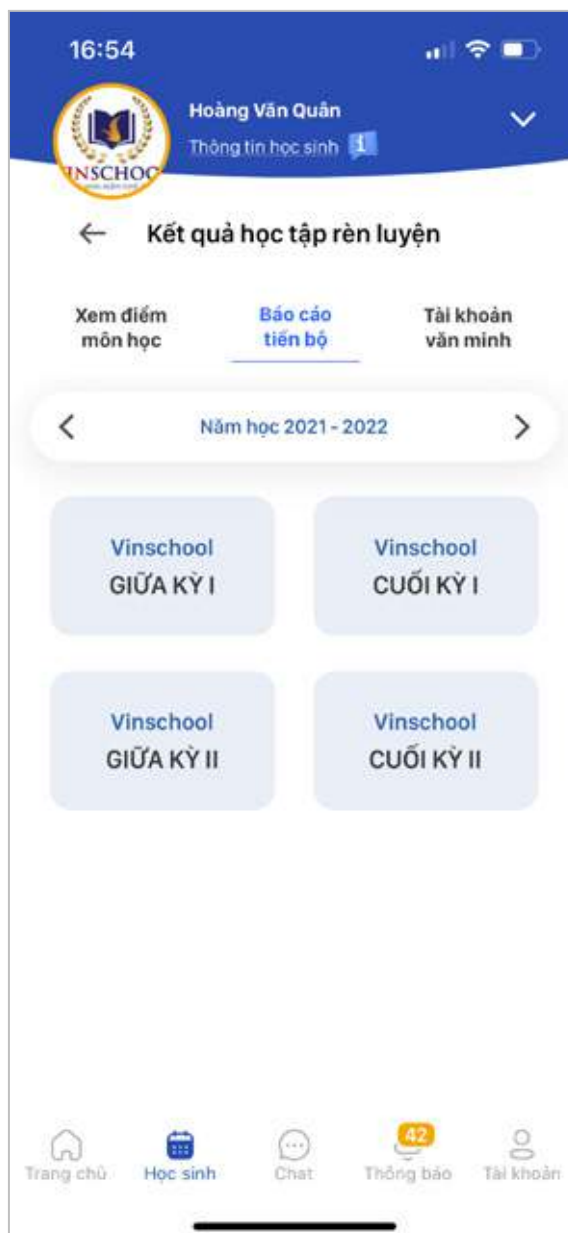 16:54
Hoàng Văn Quân
Thông tin học sinh
INSCHOO
Kết quả học tập rèn luyện
Xem điểm môn học
Báo cáo tiến bộ
Tài khoản văn minh
Năm học 2021 - 2022
Vinschool
GIỮA KỲ I
Vinschool
CUỐI KỲ I
Vinschool
GIỮA KỲ II
Vinschool
CUỐI KỲ II
42
Trang chủ
Học sinh
Chat
Thông báo
Tài khoản